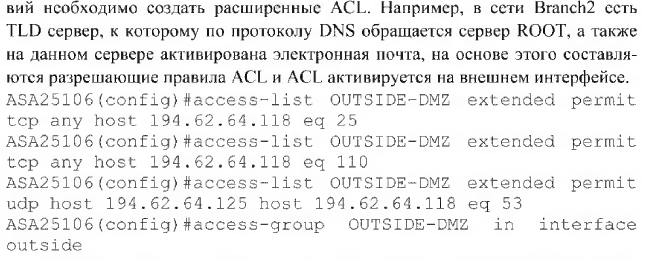 вий необходимо создать расширенные ACL. Например, в сети Branch2 есть
TLD сервер, к которому по протоколу DNS обращается сервер ROOT, а также
на данном сервере активирована электронная почта, на основе этого составля-
ются разрешающие правила ACL и ACL активируется на внешнем интерфейсе.
ASA25106(config)#access-list OUTSIDE-DMZ extended permit
tcp any host 194.62.64.118 eq 25
ASA25106(config)#access-list OUTSIDE-DMZ extended permit
tcp any host 194.62.64.118 eq 110
ASA25106(config)#access-list OUTSIDE-DMZ extended permit
udp host 194.62.64.125 host 194.62.64.118 eq 53
ASA25106(config)#access-group OUTSIDE-DMZ in interface
outside